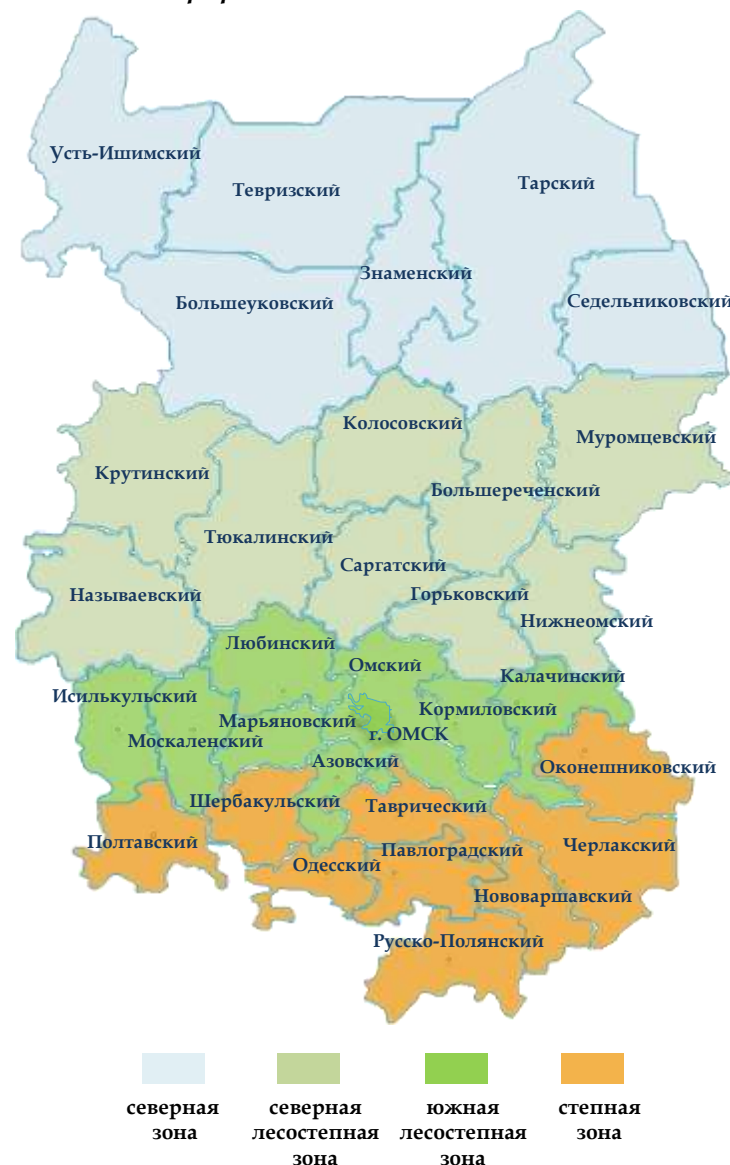 Усть-Ишимский
Тевризский
Тарский
Знаменский
Большеуковский
Седельниковский
Колосовский
Муромцевский
Крутинский
Большереченский
Тюкалинский
Саргатский
Называевский
Горьковский
Нижнеомский
Любинский
Омский
Калачинский
Исилькульский
Марьяновский
Кормиловский
Москаленский
г. ОМСК
Азовский
Оконешниковский
Шербакульский
Таврический
Полтавский
Павлоградский
Черлакский
Одесский
Нововаршавский
Русско-Полянский
северная
зона
северная
лесостепная
зона
южная
лесостепная
зона
степная
зона